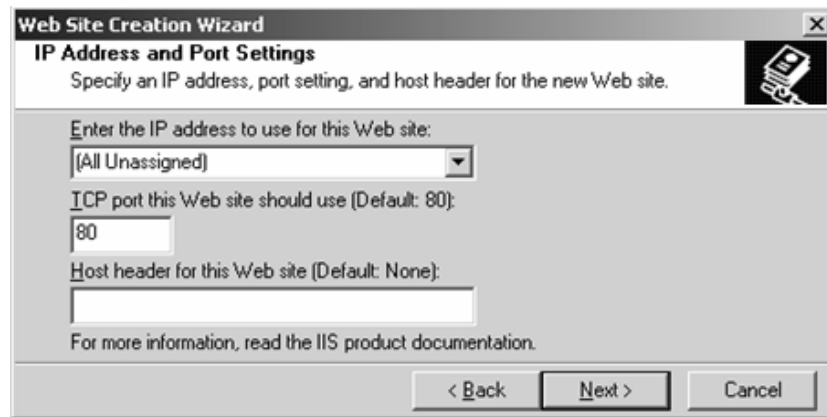 Web Site Creation Wizard
IP Address and Port Settings
Specify an IP address, port setting, and host header for the new Web site.
Enter the IP address to use for this Web site:
(All Unassigned)
TCP port this Web site should use (Default: 80):
80
Host header for this Web site (Default: None):
For more information, read the IIS product documentation.
< Back Next > Cancel